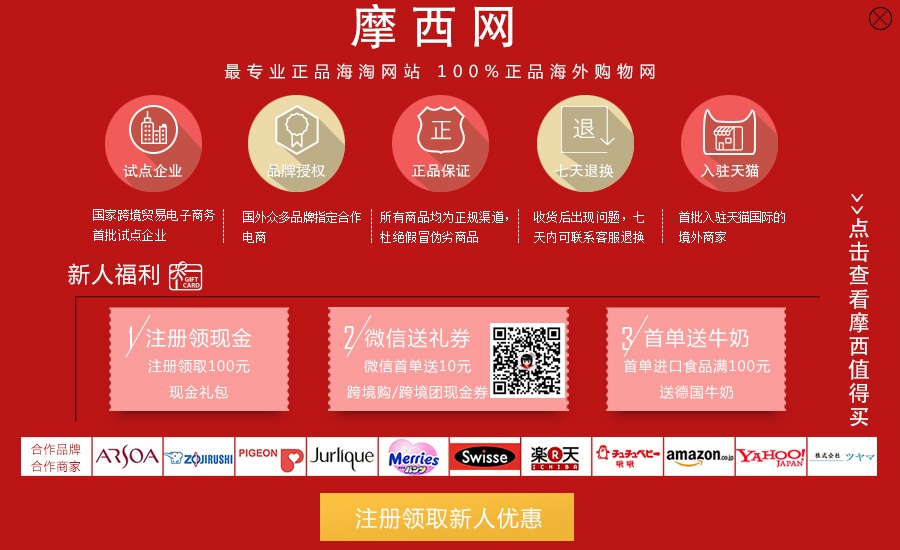 摩西网
最专业正品海淘网站 100%正品海外购物网
试点企业
品牌授权
正
正品保证
退
七天退换
入驻天猫
国家跨境贸易电子商务
首批试点企业
国外众多品牌指定合作
电商
所有商品均为正规渠道，
杜绝假冒伪劣商品
收货后出现问题，七
天内可联系客服退换
首批入驻天猫国际的
境外商家
点击查看摩西值得买
新人福利
GIFT
CARD
1 注册领现金
注册领取100元
现金礼包
2 微信送礼券
微信首单送10元
跨境购/跨境团现金券
3 首单送牛奶
首单进口食品满100元
送德国牛奶
合作品牌
合作商家
ARSOA
ZOJIRUSHI
PIGEON
Jurlique
Merries
パンツ
Swisse
楽R天
ICHIBA
チュチュベビー
啾啾
amazon.co.jp
YAHOO!
JAPAN
株式会社 ツヤマ
注册领取新人优惠